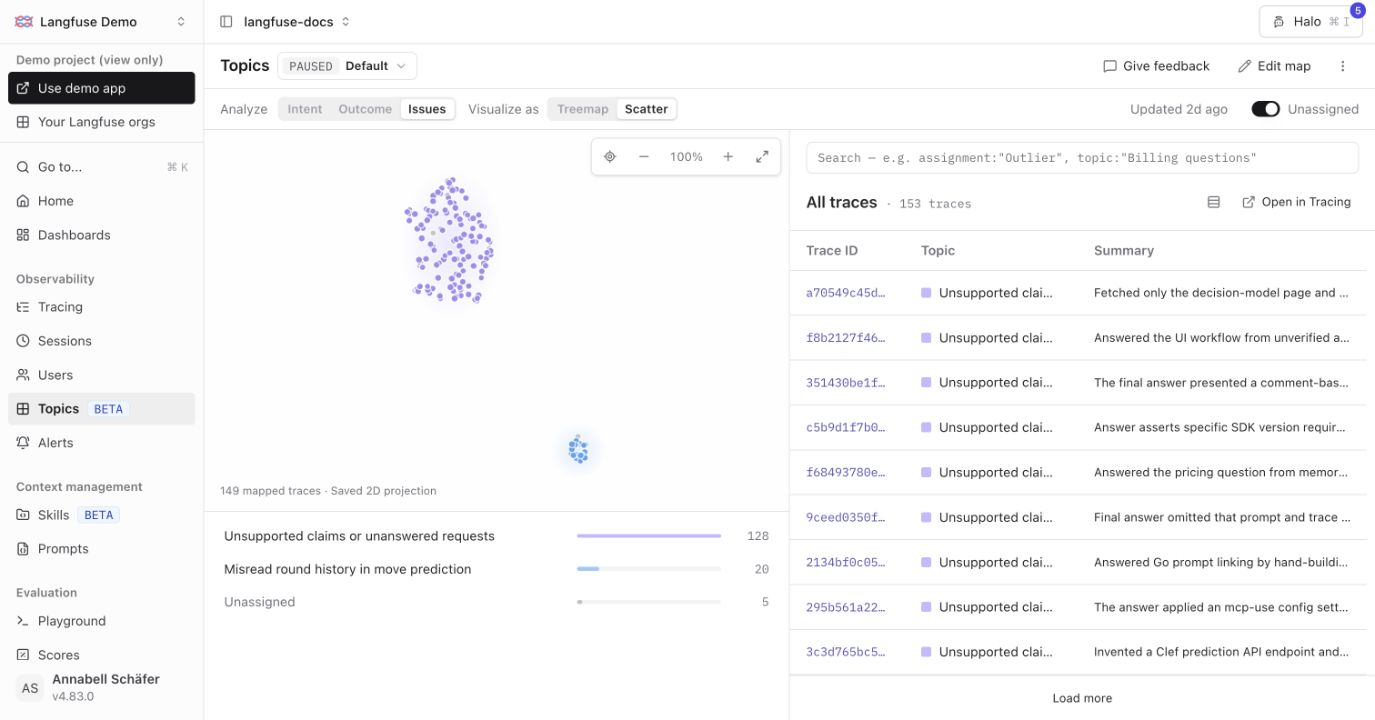 Langfuse Demo
Demo project (view only)
Use demo app
Your Langfuse orgs
Go to... ⌘ K
Home
Dashboards
Observability
Tracing
Sessions
Users
Topics BETA
Alerts
Context management
Skills BETA
Prompts
Evaluation
Playground
Scores
AS
Annabell Schäfer
v4.83.0
langfuse-docs
Halo ⌘ I
5
Topics PAUSED Default
Give feedback
Edit map
Analyze Intent Outcome Issues Visualize as Treemap Scatter
Updated 2d ago
Unassigned
100%
149 mapped traces · Saved 2D projection
Unsupported claims or unanswered requests 128
Misread round history in move prediction 20
Unassigned 5
Search — e.g. assignment:"Outlier", topic:"Billing questions"
All traces · 153 traces
Open in Tracing
Trace ID Topic Summary
a70549c45d… Unsupported clai... Fetched only the decision-model page and ...
f8b2127f46… Unsupported clai... Answered the UI workflow from unverified a...
351430be1f… Unsupported clai... The final answer presented a comment-bas...
c5b9d1f7b0… Unsupported clai... Answer asserts specific SDK version requir...
f68493780e… Unsupported clai... Answered the pricing question from memor...
9ceed0350f… Unsupported clai... Final answer omitted that prompt and trace ...
2134bf0c05… Unsupported clai... Answered Go prompt linking by hand-buildi...
295b561a22… Unsupported clai... The answer applied an mcp-use config sett...
3c3d765bc5… Unsupported clai... Invented a Clef prediction API endpoint and...
Load more